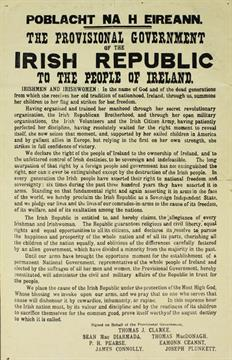 POBLACHT NA H EIREANN.
THE PROVISIONAL GOVERNMENT
OF THE
IRISH REPUBLIC
TO THE PEOPLE OF IRELAND.
IRISHMEN AND IRISHWOMEN: In the name of God and of the dead generations
from which she receives her old tradition of nationhood, Ireland, through us, summons
her children to her flag and strikes for her freedom.
Having organised and trained her manhood through her secret revolutionary
organisation, the Irish Republican Brotherhood, and through her open military
organisations, the Irish Volunteers and the Irish Citizen Army, having patiently
perfected her discipline, having resolutely waited for the right moment to reveal
itself, she now seizes that moment, and, supported by her exiled children in America
and by gallant allies in Europe, but relying in the first on her own strength, she
strikes in full confidence of victory.
We declare the right of the people of Ireland to the ownership of Ireland, and to
the unfettered control of Irish destinies, to be sovereign and indefeasible. The long
usurpation of that right by a foreign people and government has not extinguished the
right, nor can it ever be extinguished except by the destruction of the Irish people. In
every generation the Irish people have asserted their right to national freedom and
sovereignty; six times during the past three hundred years they have asserted it in
arms. Standing on that fundamental right and again asserting it in arms in the face
of the world, we hereby proclaim the Irish Republic as a Sovereign Independent State,
and we pledge our lives and the lives of our comrades-in-arms to the cause of its freedom,
of its welfare, and of its exaltation among the nations.
The Irish Republic is entitled to, and hereby claims, the allegiance of every
Irishman and Irishwoman. The Republic guarantees religious and civil liberty, equal
rights and equal opportunities to all its citizens, and declares its resolve to pursue
the happiness and prosperity of the whole nation and of all its parts, cherishing all
the children of the nation equally, and oblivious of the differences carefully fostered
by an alien government, which have divided a minority from the majority in the past.
Until our arms have brought the opportune moment for the establishment of a
permanent National Government, representative of the whole people of Ireland and
elected by the suffrages of all her men and women, the Provisional Government, hereby
constituted, will administer the civil and military affairs of the Republic in trust for
the people.
We place the cause of the Irish Republic under the protection of the Most High God,
Whose blessing we invoke upon our arms, and we pray that no one who serves that
cause will dishonour it by cowardice, inhumanity, or rapine. In this supreme hour
the Irish nation must, by its valour and discipline and by the readiness of its children
to sacrifice themselves for the common good, prove itself worthy of the august destiny
to which it is called.
Signed on Behalf of the Provisional Government,
THOMAS J. CLARKE,
SEAN Mac DIARMADA, THOMAS MacDONAGH,
P. H. PEARSE, EAMONN CEANNT,
JAMES CONNOLLY, JOSEPH PLUNKETT.